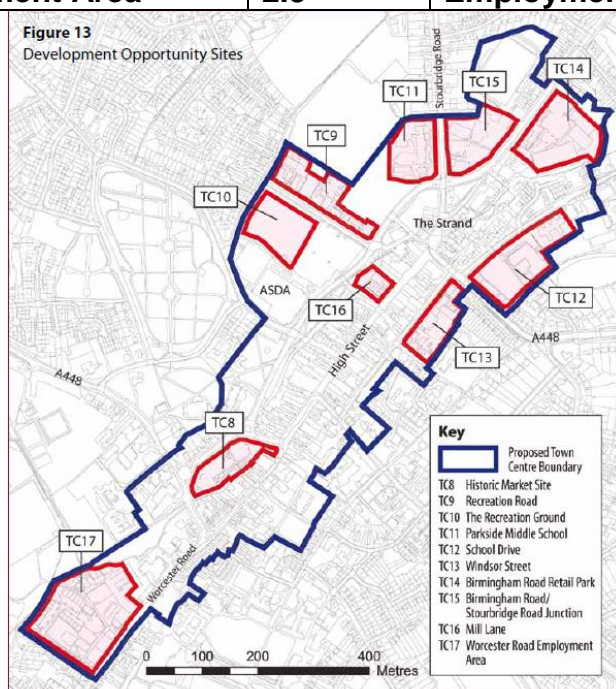 Figure 13
Development Opportunity Sites
Stourbridge Road
TC15
TC14
TC11
TC9
TC10
The Strand
ASDA
TC16
TC12
High Street
TC13
A448
A448
TC8
TC17
Worcester Road
0 100 200 400
Metres
Key
Proposed Town
Centre Boundary
TC8 Historic Market Site
TC9 Recreation Road
TC10 The Recreation Ground
TC11 Parkside Middle School
TC12 School Drive
TC13 Windsor Street
TC14 Birmingham Road Retail Park
TC15 Birmingham Road/
Stourbridge Road Junction
TC16 Mill Lane
TC17 Worcester Road Employment
Area